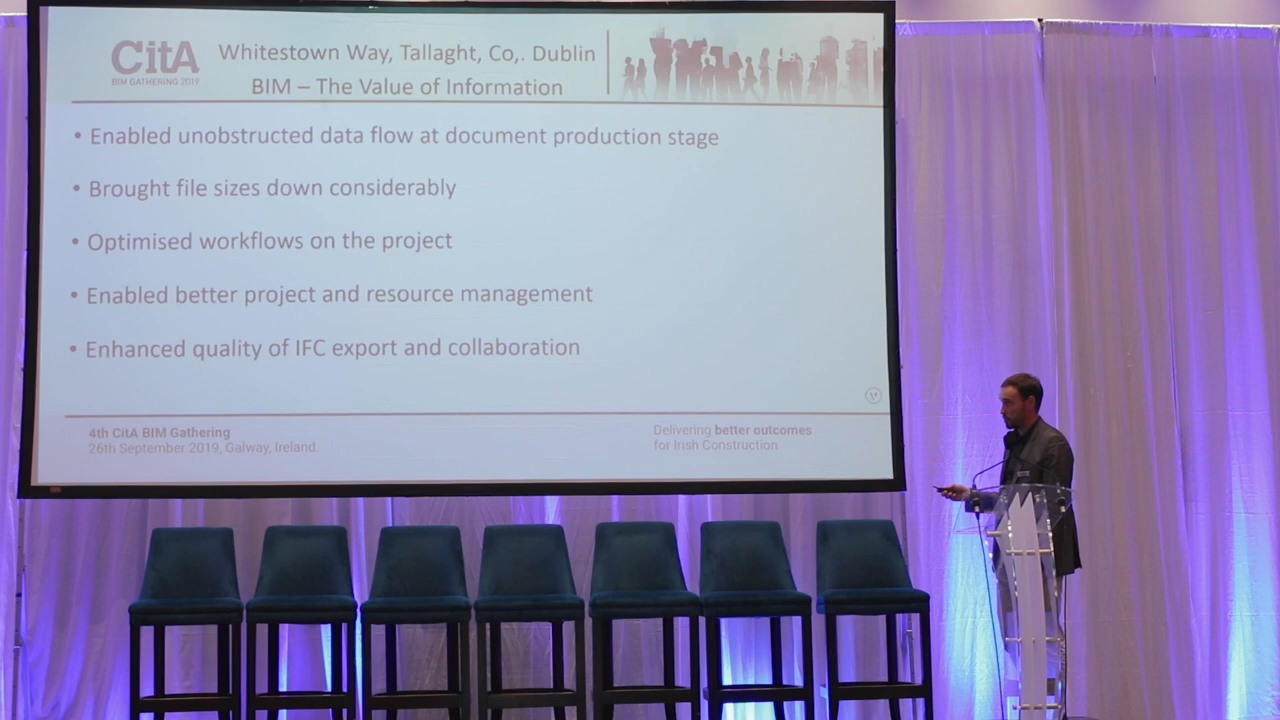 CitA
BIM GATHERING 2019
Whitestown Way, Tallaght, Co,. Dublin
BIM – The Value of Information
• Enabled unobstructed data flow at document production stage
• Brought file sizes down considerably
• Optimised workflows on the project
• Enabled better project and resource management
• Enhanced quality of IFC export and collaboration
4th CitA BIM Gathering
26th September 2019, Galway, Ireland.
Delivering better outcomes
for Irish Construction